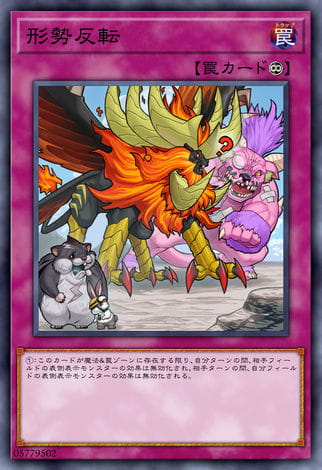 形勢反転
トラップ
罠
【罠カード】
?
①:このカードが魔法&罠ゾーンに存在する限り、自分ターンの間、相手フィー
ルドの表側表示モンスターの効果は無効化され、相手ターンの間、自分フィール
ドの表側表示モンスターの効果は無効化される。
05779502